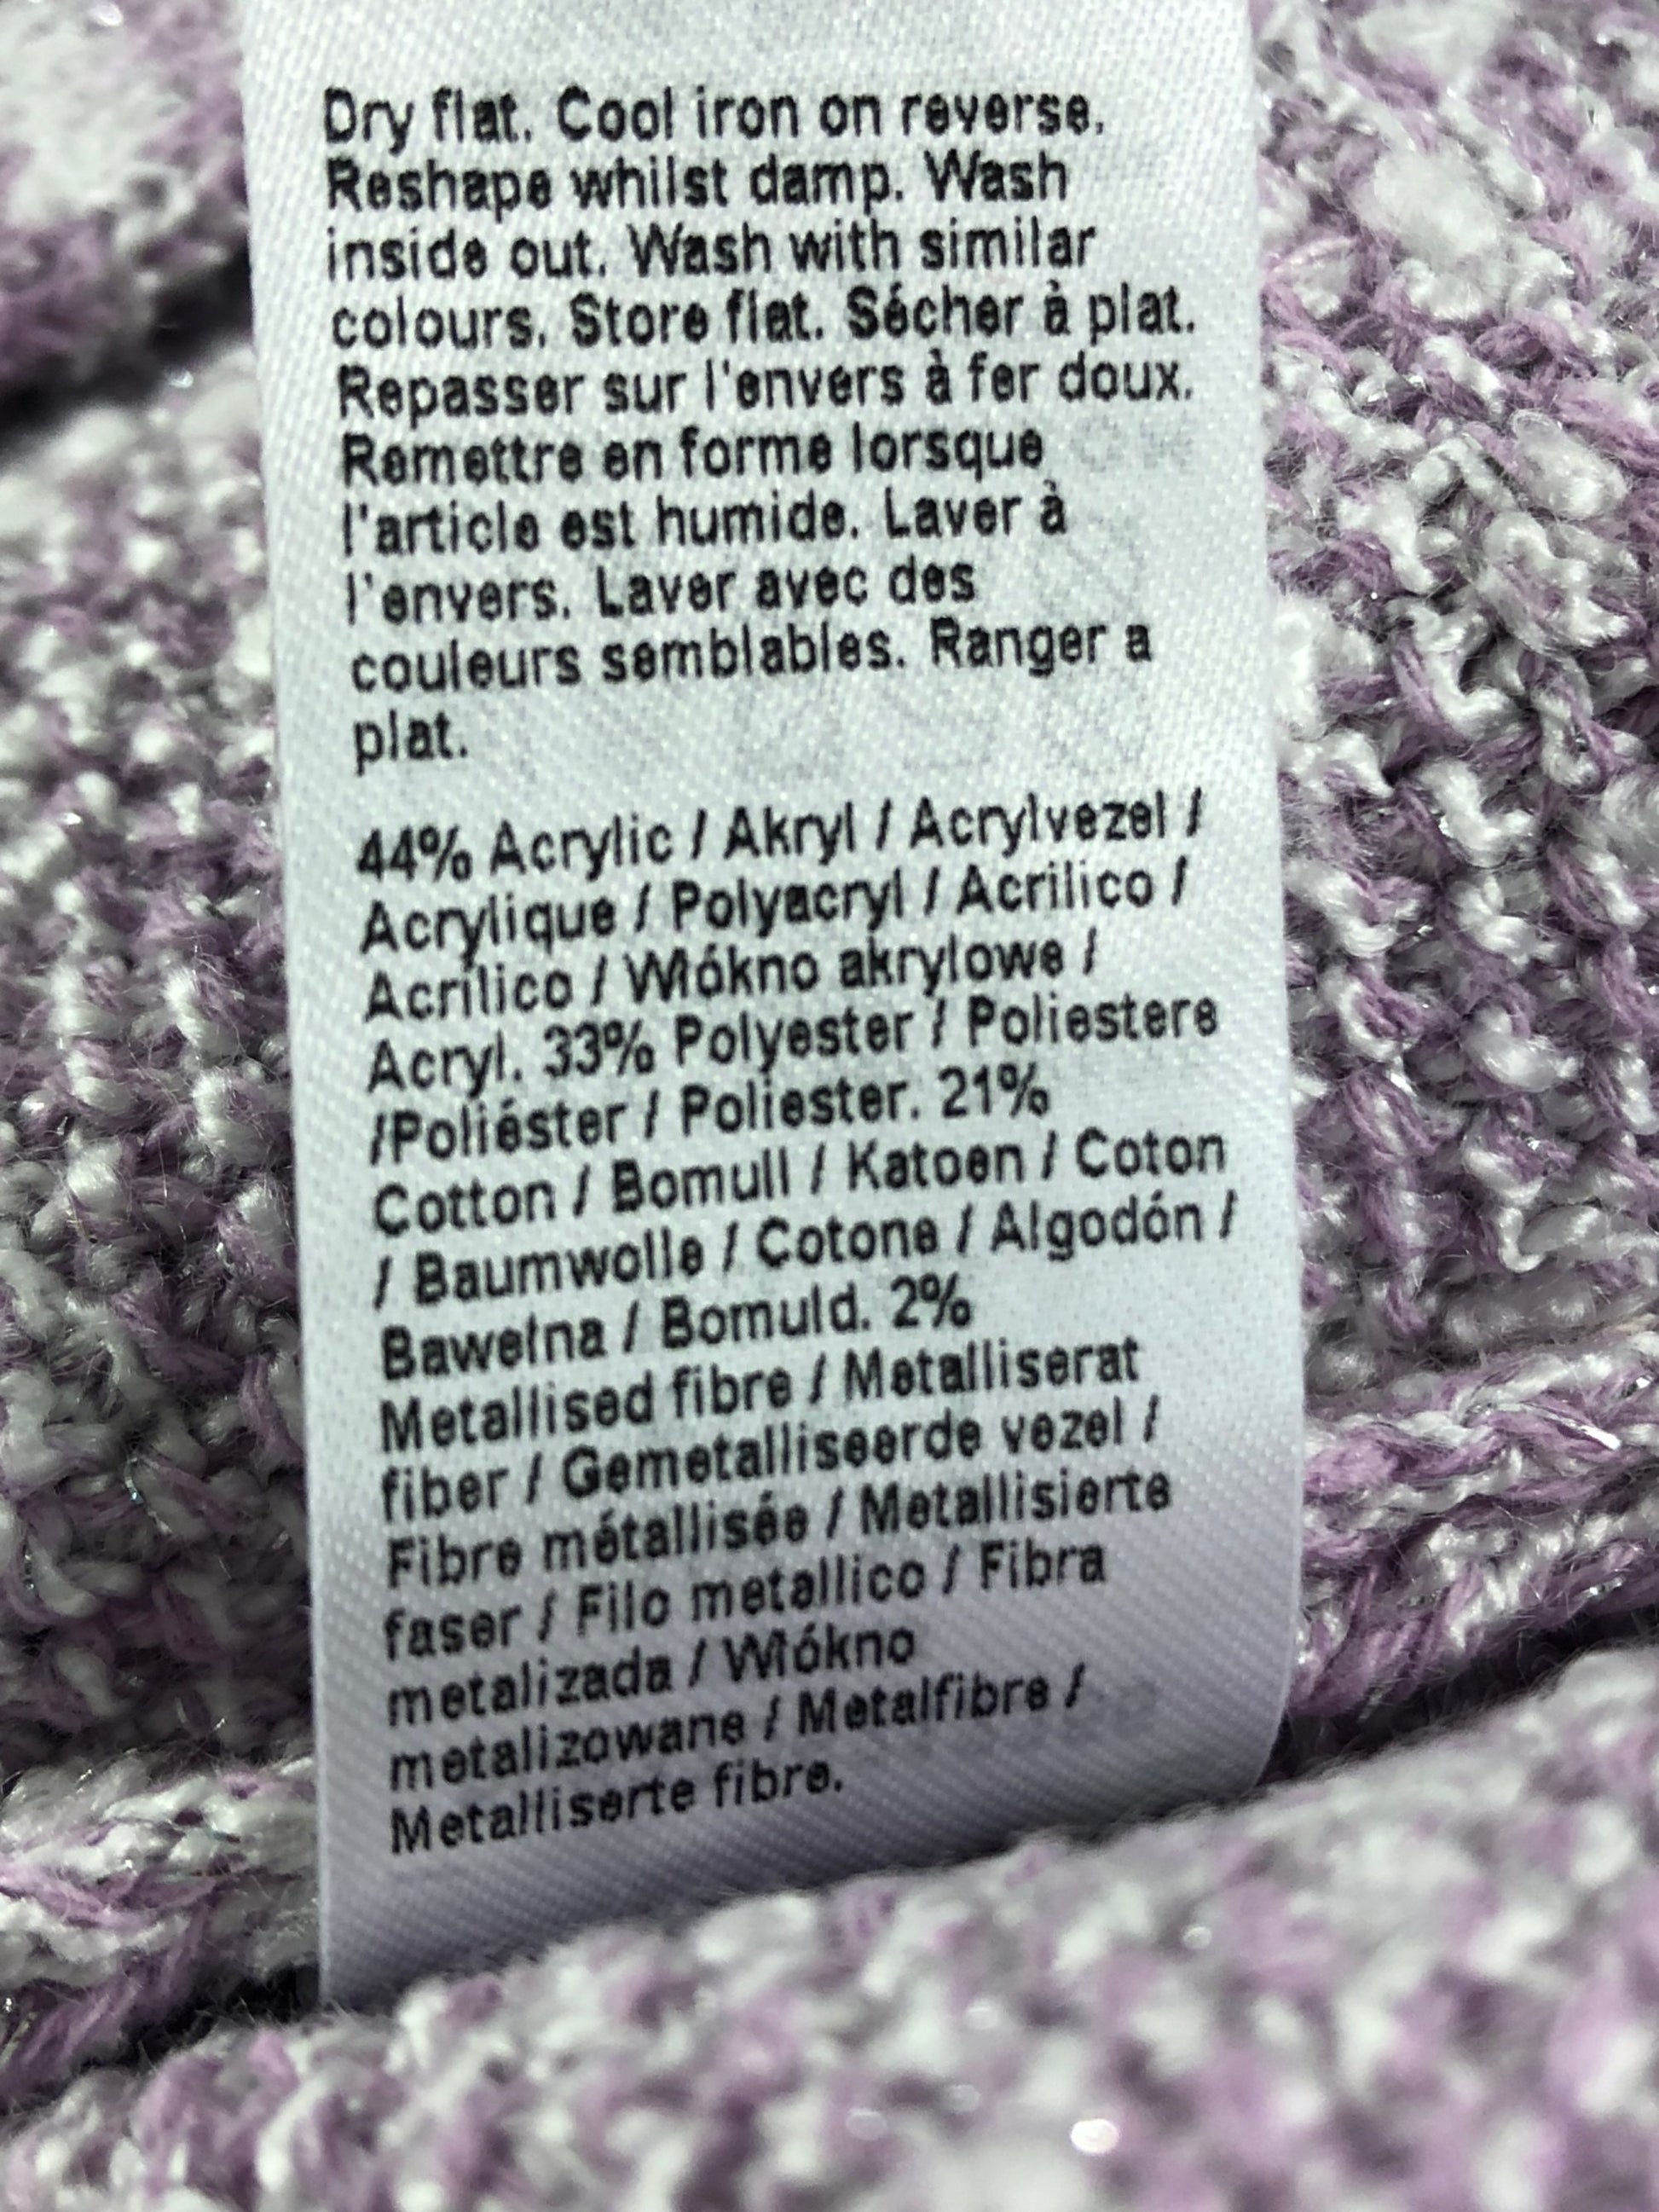 Dry flat. Cool iron on reverse.
Reshape whilst damp. Wash
inside out. Wash with similar
colours. Store flat. Sécher à plat.
Repasser sur l'envers à fer doux.
Remettre en forme lorsque
l'article est humide. Laver à
l'envers. Laver avec des
couleurs semblables. Ranger a
plat.
44% Acrylic / Akryl / Acrylvezel /
Acrylique / Polyacryl / Acrilico /
Acrílico / Włókno akrylowe /
Acryl. 33% Polyester / Poliestere
/Poliéster / Poliester. 21%
Cotton / Bomull / Katoen / Coton
/ Baumwolle / Cotone / Algodón /
Bawełna / Bomuld. 2%
Metallised fibre / Metalliserat
fiber / Gemetalliseerde vezel /
Fibre métallisée / Metallisierte
faser / Filo metallico / Fibra
metalizada / Włókno
metalizowane / Metalfibre /
Metalliserte fibre.